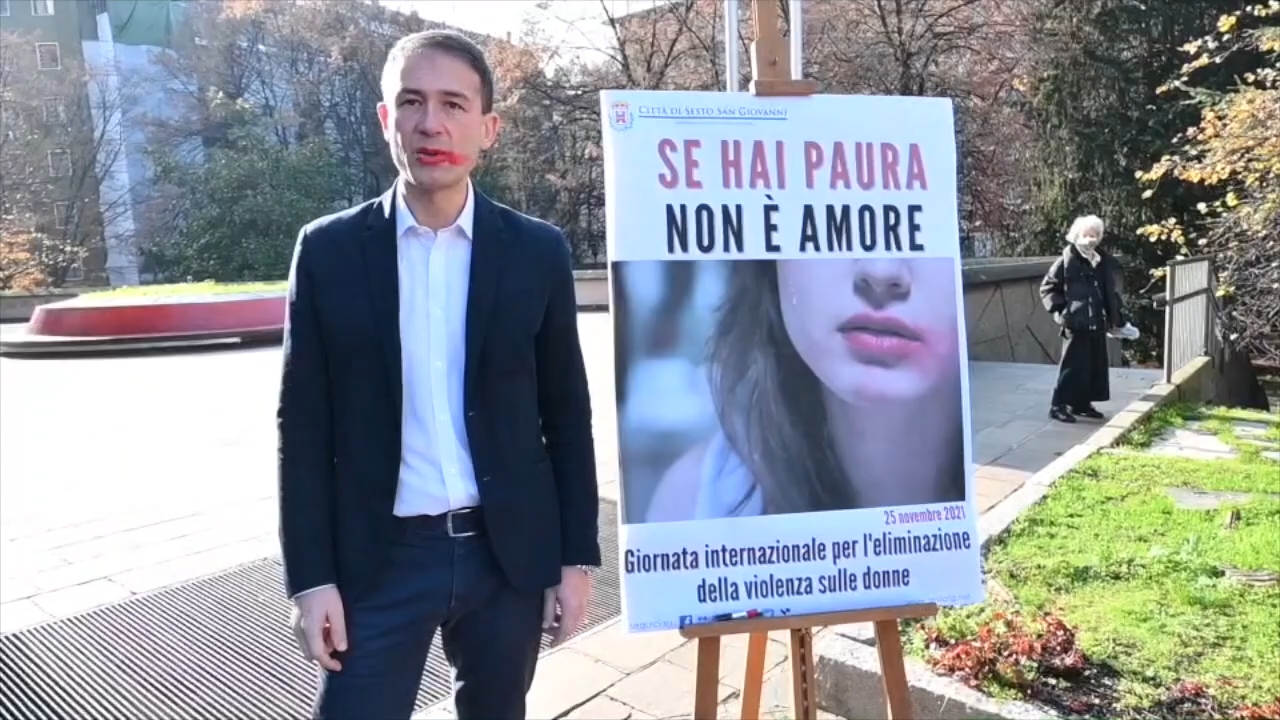 CITTÀ DI SESTO SAN GIOVANNI
SE HAI PAURA
NON È AMORE
25 novembre 2021
Giornata internazionale per l'eliminazione
della violenza sulle donne